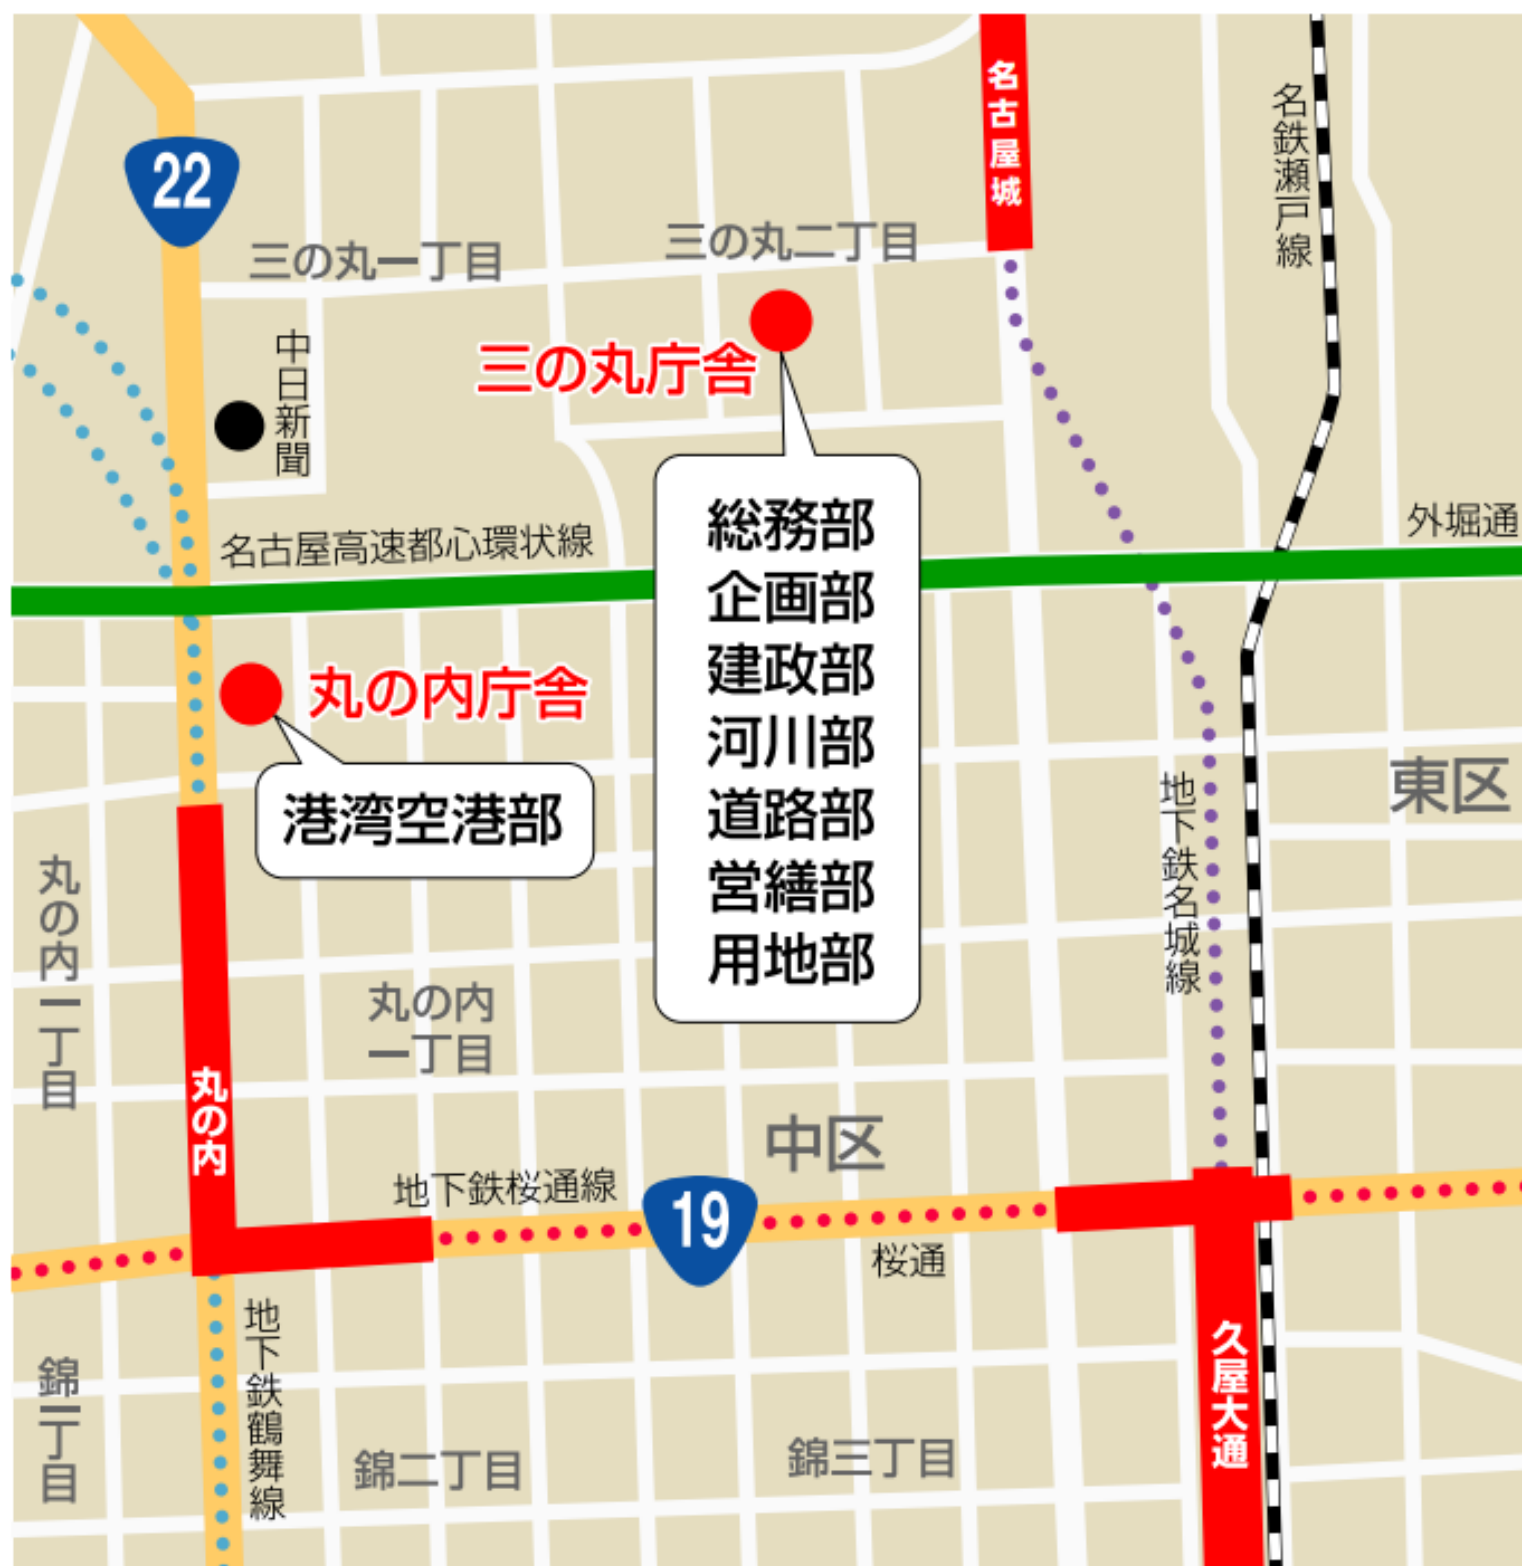 名古屋城
名鉄瀬戸線
22
三の丸一丁目
三の丸二丁目
中日新聞
三の丸庁舎
名古屋高速都心環状線
外堀通
総務部
企画部
建政部
河川部
道路部
営繕部
用地部
丸の内庁舎
港湾空港部
東区
地下鉄名城線
丸の内一丁目
丸の内
一丁目
丸の内
中区
地下鉄桜通線
19
桜通
地下鉄鶴舞線
久屋大通
錦一丁目
錦二丁目
錦三丁目